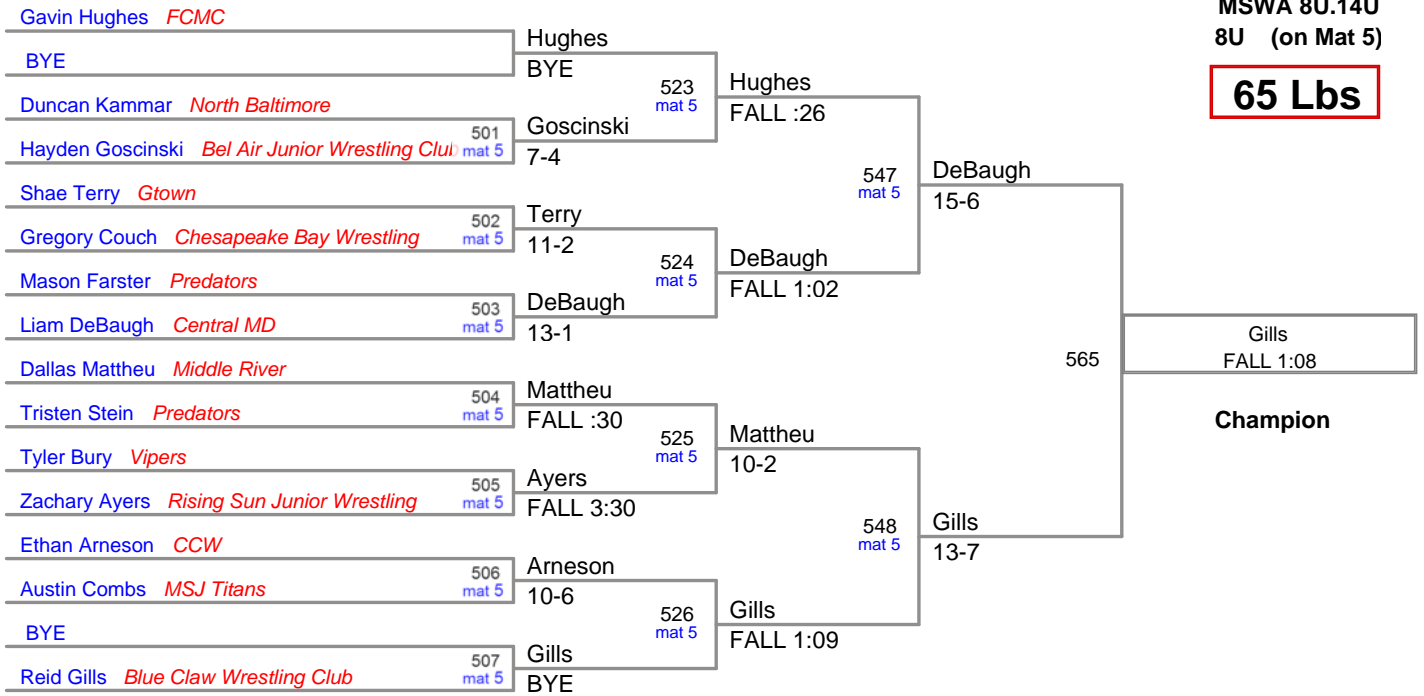 MSWA 8U.14U
8U (on Mat 5)
65 Lbs
Gavin Hughes FCMC
BYE
Hughes
BYE
Duncan Kammar North Baltimore
Hayden Goscinski Bel Air Junior Wrestling Club
501
mat 5
Goscinski
7-4
523
mat 5
Hughes
FALL :26
Shae Terry Gtown
Gregory Couch Chesapeake Bay Wrestling
502
mat 5
Terry
11-2
Mason Farster Predators
Liam DeBaugh Central MD
503
mat 5
DeBaugh
13-1
524
mat 5
DeBaugh
FALL 1:02
547
mat 5
DeBaugh
15-6
Dallas Mattheu Middle River
Tristen Stein Predators
504
mat 5
Mattheu
FALL :30
Tyler Bury Vipers
Zachary Ayers Rising Sun Junior Wrestling
505
mat 5
Ayers
FALL 3:30
525
mat 5
Mattheu
10-2
Ethan Arneson CCW
Austin Combs MSJ Titans
506
mat 5
Arneson
10-6
BYE
Reid Gills Blue Claw Wrestling Club
507
mat 5
Gills
BYE
526
mat 5
Gills
FALL 1:09
548
mat 5
Gills
13-7
565
Gills
FALL 1:08
Champion